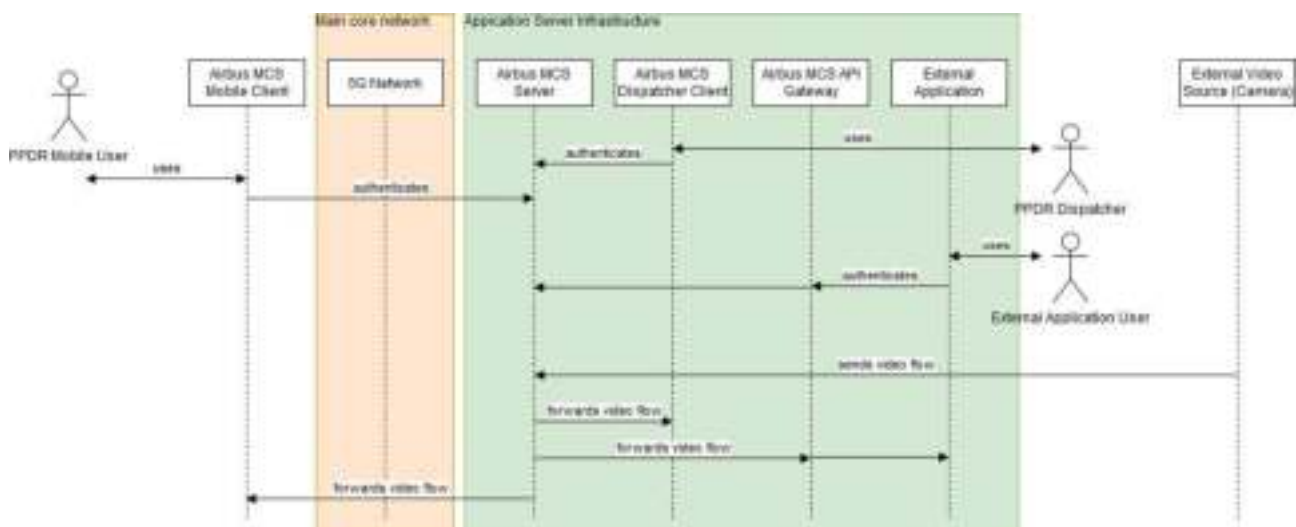 Main core network
Appication Server Infrastructure
Airbus MCS
Mobile Client
5G Network
Airbus MCS
Server
Airbus MCS
Dispatcher Client
Airbus MCS API
Gateway
External
Application
External Video
Source (Camera)
PPDR Mobile User
uses
uses
authenticates
authenticates
PPDR Dispatcher
uses
authenticates
External Application User
sends video flow
forwards video flow
forwards video flow
forwards video flow